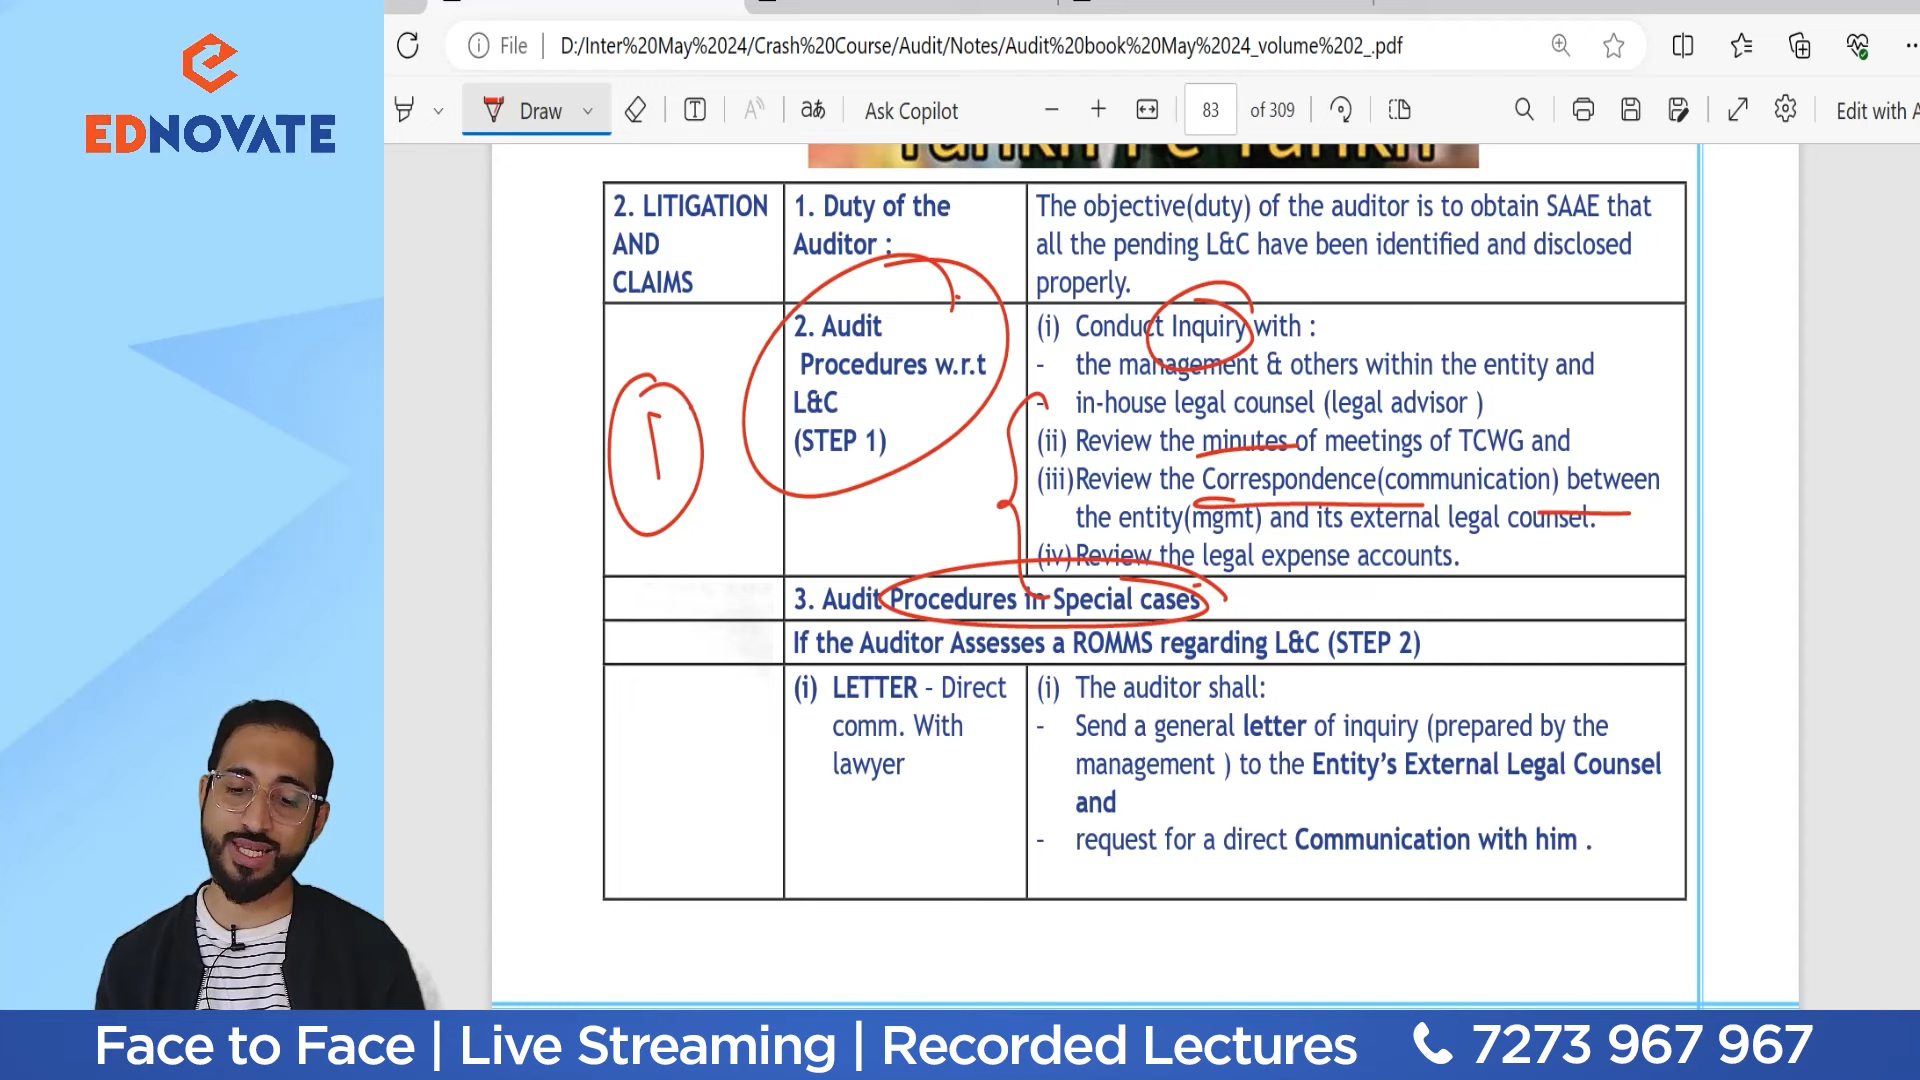 EDNOVATE
File
D:/Inter%20May%2024/Crash%20Course/Audit/Notes/Audit%20book%20May%2024_volume%202_.pdf
Draw
Ask Copilot
83
of 309
Edit with A
2. LITIGATION
AND
CLAIMS
1. Duty of the
Auditor :
The objective(duty) of the auditor is to obtain SAAE that
all the pending L&C have been identified and disclosed
properly.
1
2. Audit
Procedures w.r.t
L&C
(STEP 1)
(i) Conduct Inquiry with :
- the management & others within the entity and
- in-house legal counsel (legal advisor )
(ii) Review the minutes of meetings of TCWG and
(iii)Review the Correspondence(communication) between
the entity(mgmt) and its external legal counsel.
(iv)Review the legal expense accounts.
3. Audit Procedures in Special cases
If the Auditor Assesses a ROMMS regarding L&C (STEP 2)
(i) LETTER - Direct
comm. With
lawyer
(i) The auditor shall:
- Send a general letter of inquiry (prepared by the
management ) to the Entity's External Legal Counsel
and
- request for a direct Communication with him .
Face to Face | Live Streaming | Recorded Lectures
7273 967 967